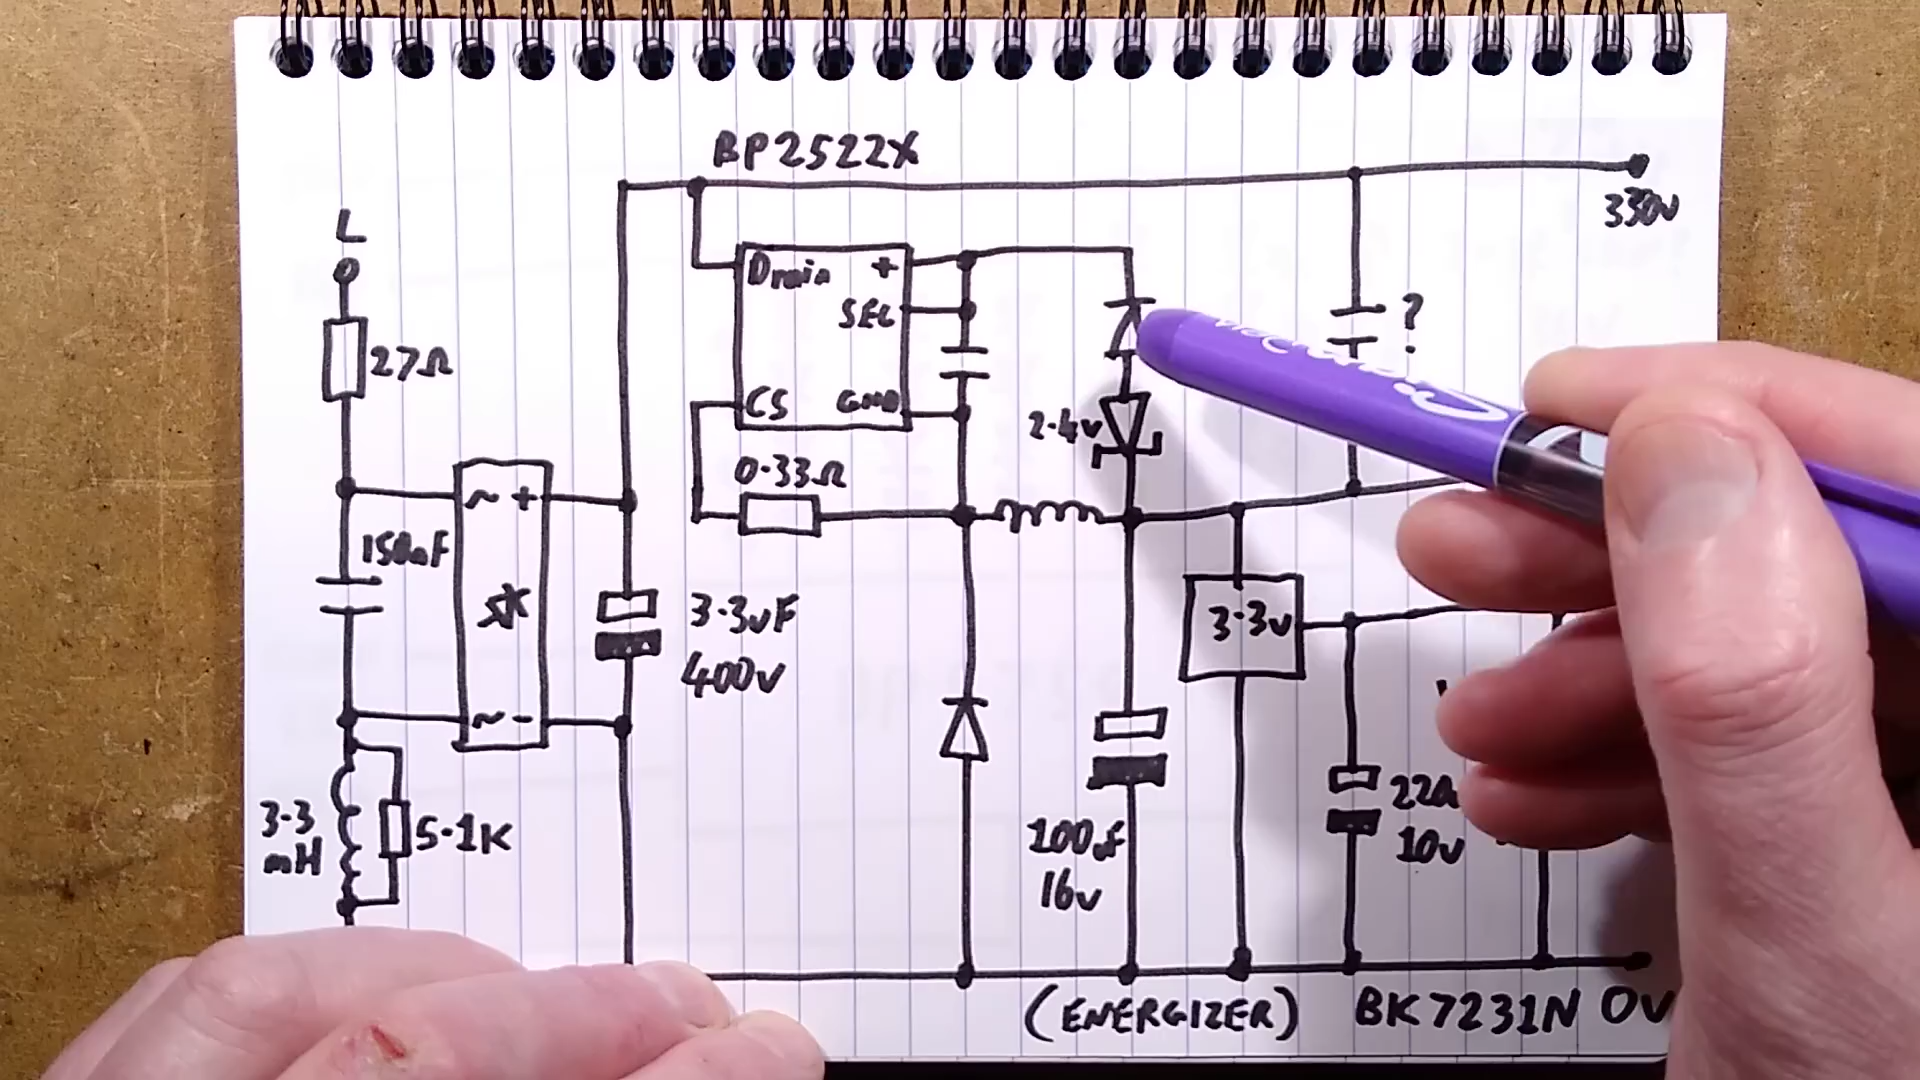 BP2522X
330v
L
Drain +
SEL
?
27Ω
CS GND
2.4v
0.33Ω
~ +
150nF
3.3uF
400v
3.3v
~ -
3.3
mH
5.1K
100uF
16v
10v
(ENERGIZER) BK7231N 0V